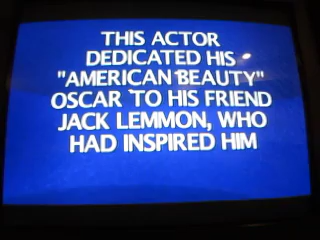 THIS ACTOR
DEDICATED HIS
"AMERICAN BEAUTY"
OSCAR TO HIS FRIEND
JACK LEMMON, WHO
HAD INSPIRED HIM